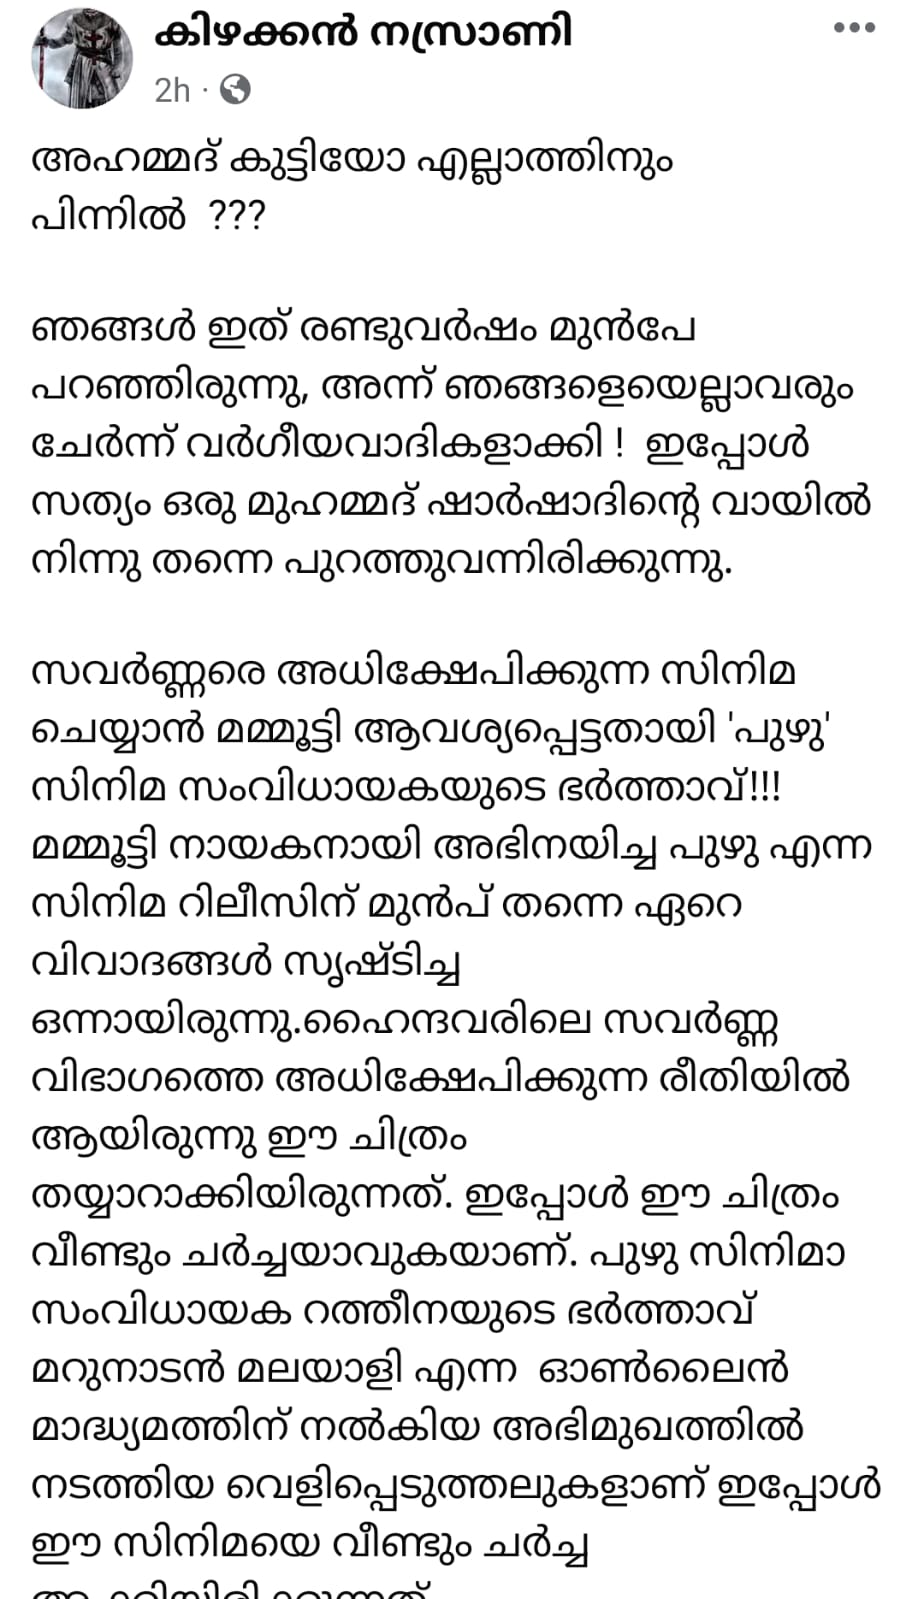 കിഴക്കൻ നസ്രാണി
2h ·
അഹമ്മദ് കുട്ടിയോ എല്ലാത്തിനും
പിന്നിൽ ???
ഞങ്ങൾ ഇത് രണ്ടുവർഷം മുൻപേ
പറഞ്ഞിരുന്നു, അന്ന് ഞങ്ങളെയെല്ലാവരും
ചേർന്ന് വർഗീയവാദികളാക്കി ! ഇപ്പോൾ
സത്യം ഒരു മുഹമ്മദ് ഷാർഷാദിന്റെ വായിൽ
നിന്നു തന്നെ പുറത്തുവന്നിരിക്കുന്നു.
സവർണ്ണരെ അധിക്ഷേപിക്കുന്ന സിനിമ
ചെയ്യാൻ മമ്മൂട്ടി ആവശ്യപ്പെട്ടതായി 'പുഴു'
സിനിമ സംവിധായകയുടെ ഭർത്താവ്!!!
മമ്മൂട്ടി നായകനായി അഭിനയിച്ച പുഴു എന്ന
സിനിമ റിലീസിന് മുൻപ് തന്നെ ഏറെ
വിവാദങ്ങൾ സൃഷ്ടിച്ച
ഒന്നായിരുന്നു.ഹൈന്ദവരിലെ സവർണ്ണ
വിഭാഗത്തെ അധിക്ഷേപിക്കുന്ന രീതിയിൽ
ആയിരുന്നു ഈ ചിത്രം
തയ്യാറാക്കിയിരുന്നത്. ഇപ്പോൾ ഈ ചിത്രം
വീണ്ടും ചർച്ചയാവുകയാണ്. പുഴു സിനിമാ
സംവിധായക റത്തീനയുടെ ഭർത്താവ്
മറുനാടൻ മലയാളി എന്ന ഓൺലൈൻ
മാദ്ധ്യമത്തിന് നൽകിയ അഭിമുഖത്തിൽ
നടത്തിയ വെളിപ്പെടുത്തലുകളാണ് ഇപ്പോൾ
ഈ സിനിമയെ വീണ്ടും ചർച്ച